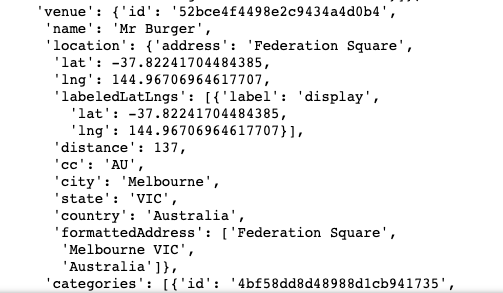 'venue': {'id': '52bce4f4498e2c9434a4d0b4',
'name': 'Mr Burger',
'location': {'address': 'Federation Square',
'lat': -37.82241704484385,
'lng': 144.96706964617707,
'labeledLatLngs': [{'label': 'display',
'lat': -37.82241704484385,
'lng': 144.96706964617707}],
'distance': 137,
'cc': 'AU',
'city': 'Melbourne',
'state': 'VIC',
'country': 'Australia',
'formattedAddress': ['Federation Square',
'Melbourne VIC',
'Australia']},
'categories': [{'id': '4bf58dd8d48988d1cb941735',